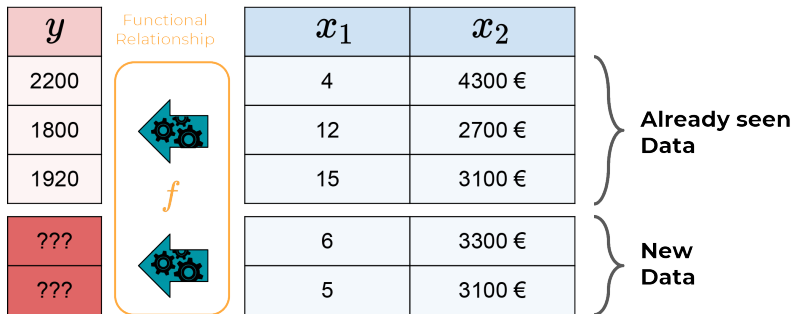 y Functional x₁ x₂
Relationship
2200 4 4300 €
1800 12 2700 € Already seen
Data
1920 15 3100 €
f
??? 6 3300 € New
Data
??? 5 3100 €